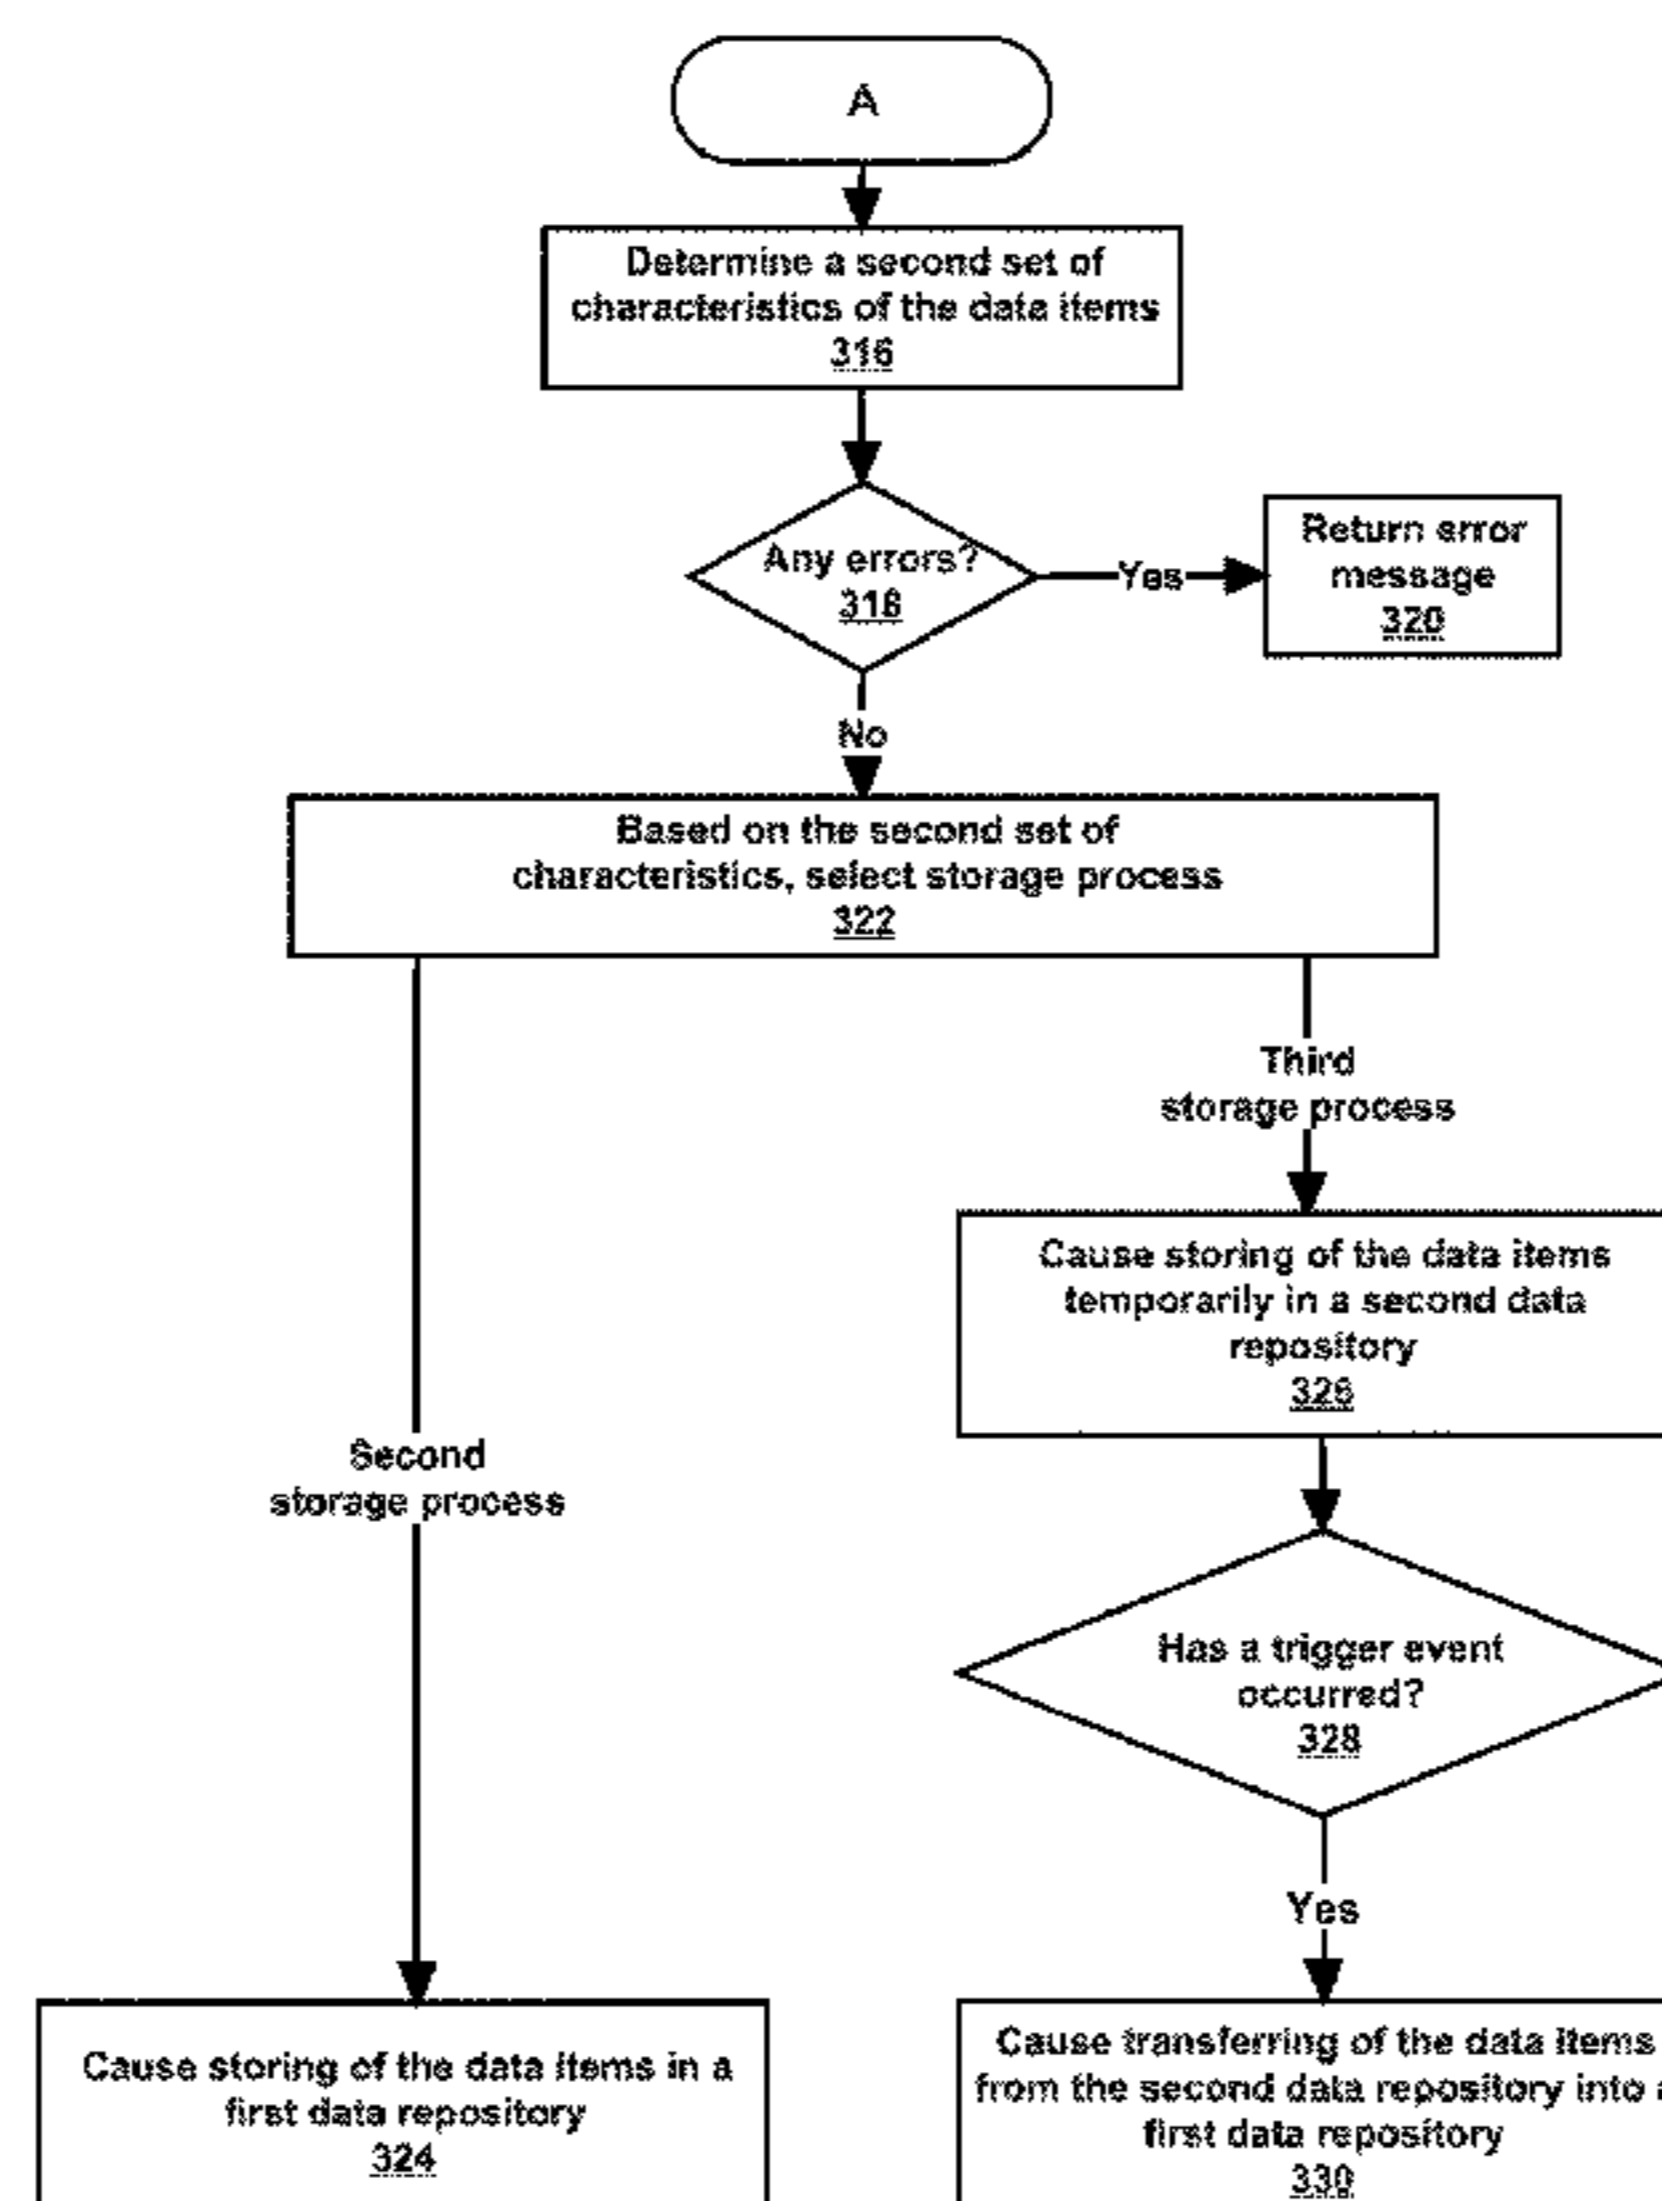 A
Determine a second set of
characteristics of the data items
316
Any errors?
318
Yes
Return error
message
320
No
Based on the second set of
characteristics, select storage process
322
Third
storage process
Cause storing of the data items
temporarily in a second data
repository
326
Second
storage process
Has a trigger event
occurred?
328
Yes
Cause storing of the data items in a
first data repository
324
Cause transferring of the data items
from the second data repository into a
first data repository
330